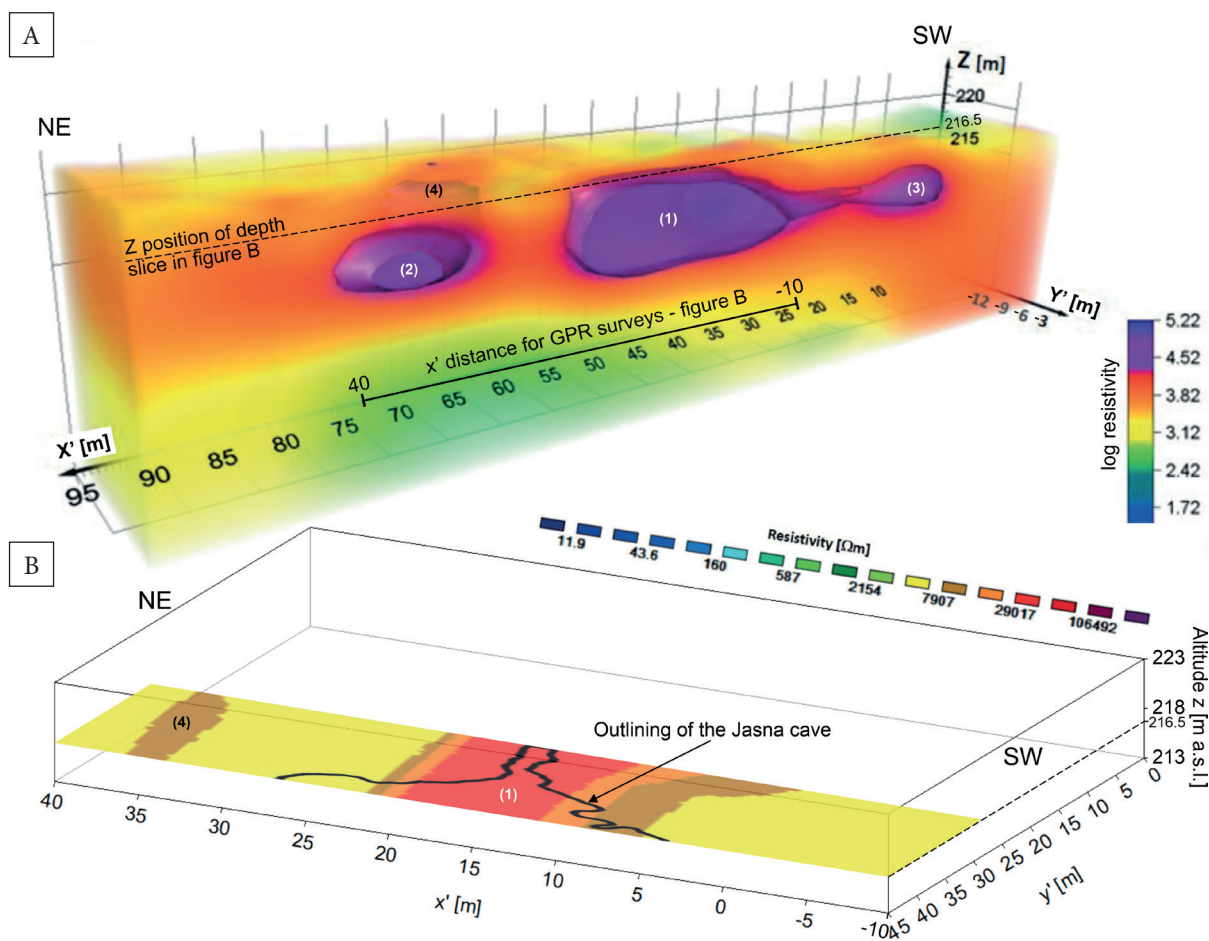 A
SW
Z [m]
NE
220
216.5
215
(4)
(3)
(1)
Z position of depth
slice in figure B
(2)
-10
x' distance for GPR surveys - figure B
40
-12 -9 -6 -3
Y' [m]
X' [m]
95 90 85 80 75 70 65 60 55 50 45 40 35 30 25 20 15 10
log resistivity
5.22
4.52
3.82
3.12
2.42
1.72
B
Resistivity [Ωm]
11.9 43.6 160 587 2154 7907 29017 106492
NE
(4)
Outlining of the Jasna cave
SW
(1)
Altitude z [m a.s.l.]
223
218
216.5
213
40 35 30 25 20 15 10 5 0 -5 -10
x' [m]
45 40 35 30 25 20 15 10 5 0
y' [m]